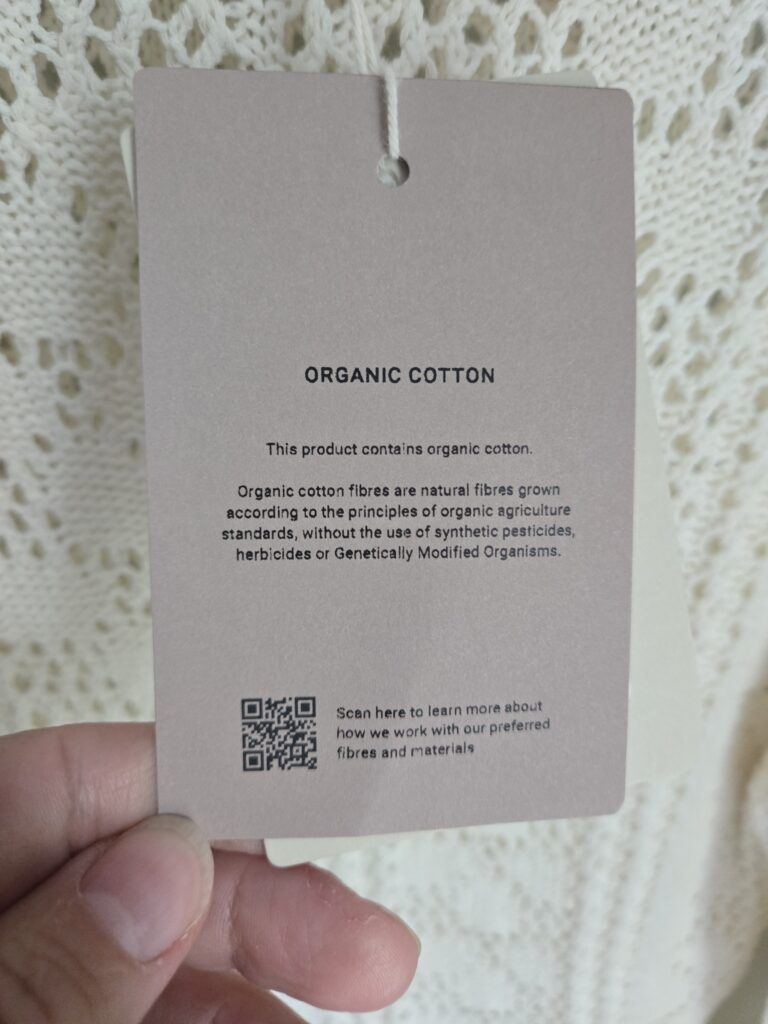 ORGANIC COTTON
This product contains organic cotton.
Organic cotton fibres are natural fibres grown
according to the principles of organic agriculture
standards, without the use of synthetic pesticides,
herbicides or Genetically Modified Organisms.
Scan here to learn more about
how we work with our preferred
fibres and materials